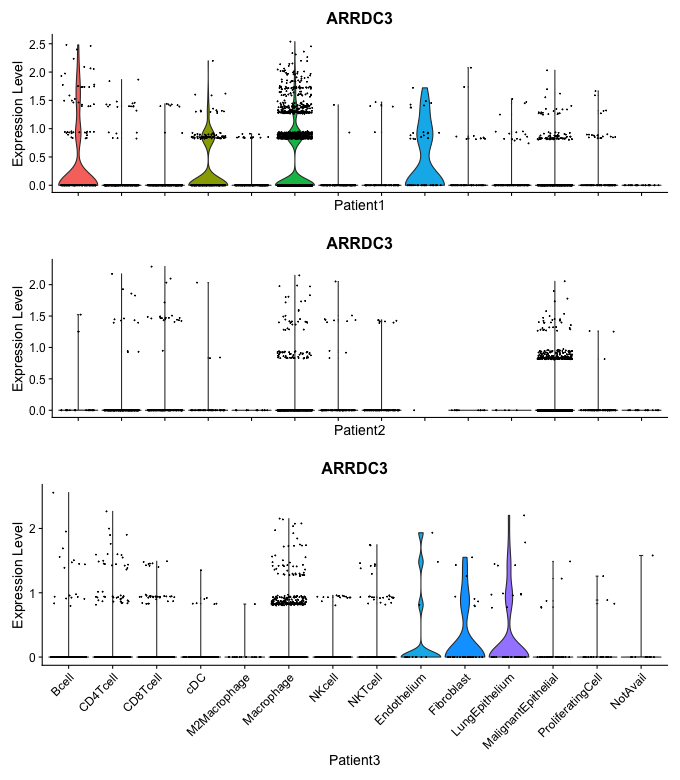 ARRDC3
Expression Level
2.5
2.0
1.5
1.0
0.5
0.0
Patient1
ARRDC3
Expression Level
2.0
1.5
1.0
0.5
0.0
Patient2
ARRDC3
Expression Level
2
1
0
Bcell
CD4Tcell
CD8Tcell
cDC
M2Macrophage
Macrophage
NKcell
NKTcell
Endothelium
Fibroblast
LungEpithelium
MalignantEpithelial
ProliferatingCell
NotAvail
Patient3